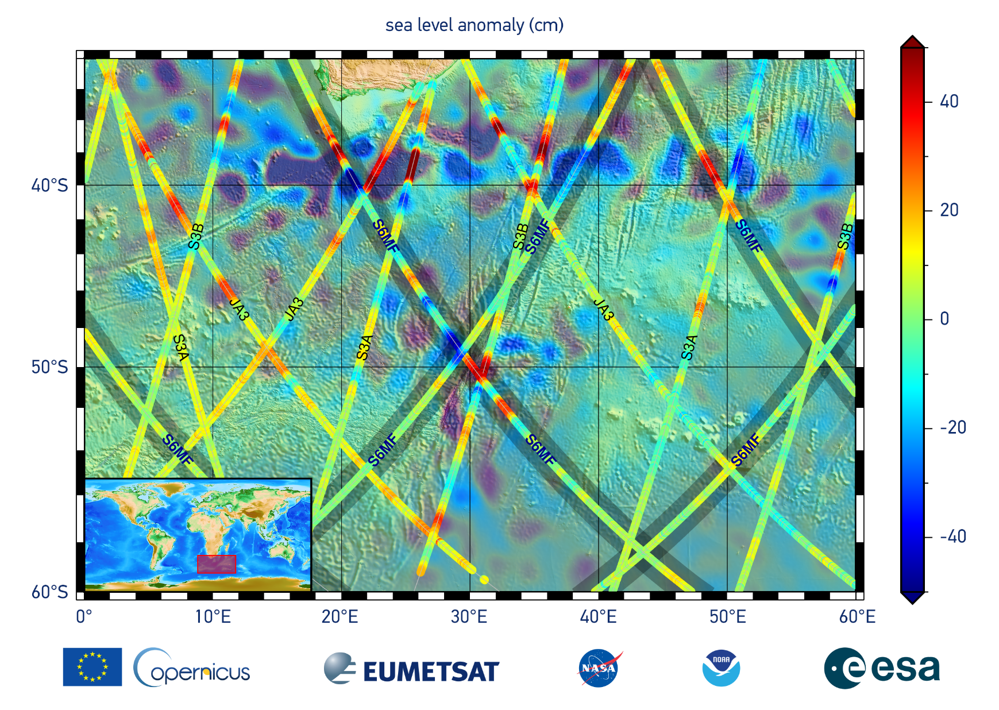 sea level anomaly (cm)
40
20
0
-20
-40
40°S
50°S
60°S
S3B
S6MF
S3B
S6MF
S6MF
S3B
JA3
JA3
JA3
S3A
S3A
S3A
S6MF
S6MF
S6MF
S6MF
0°
10°E
20°E
30°E
40°E
50°E
60°E
opernicus
EUMETSAT
NASA
NOAA
esa